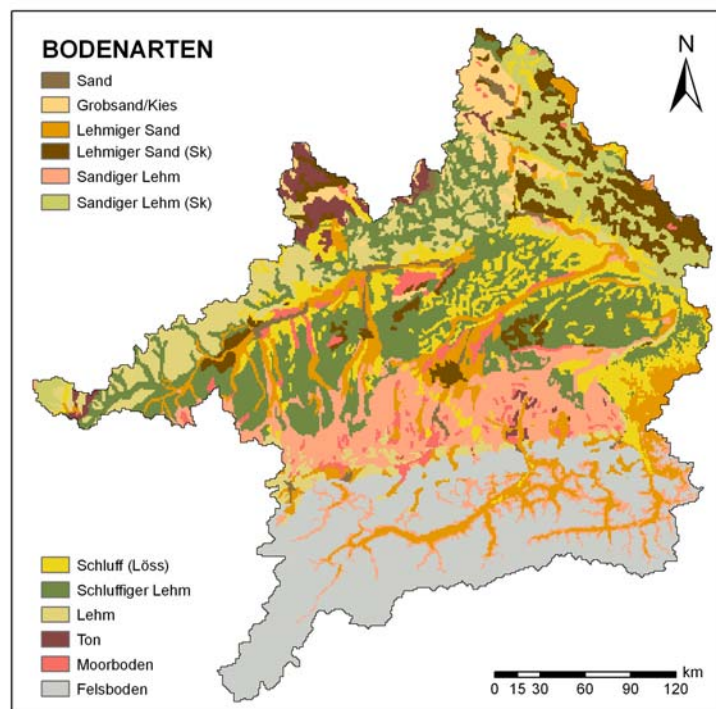 BODENARTEN
Sand
Grobsand/Kies
Lehmiger Sand
Lehmiger Sand (Sk)
Sandiger Lehm
Sandiger Lehm (Sk)
N
Schluff (Löss)
Schluffiger Lehm
Lehm
Ton
Moorboden
Felsboden
km
0 15 30 60 90 120